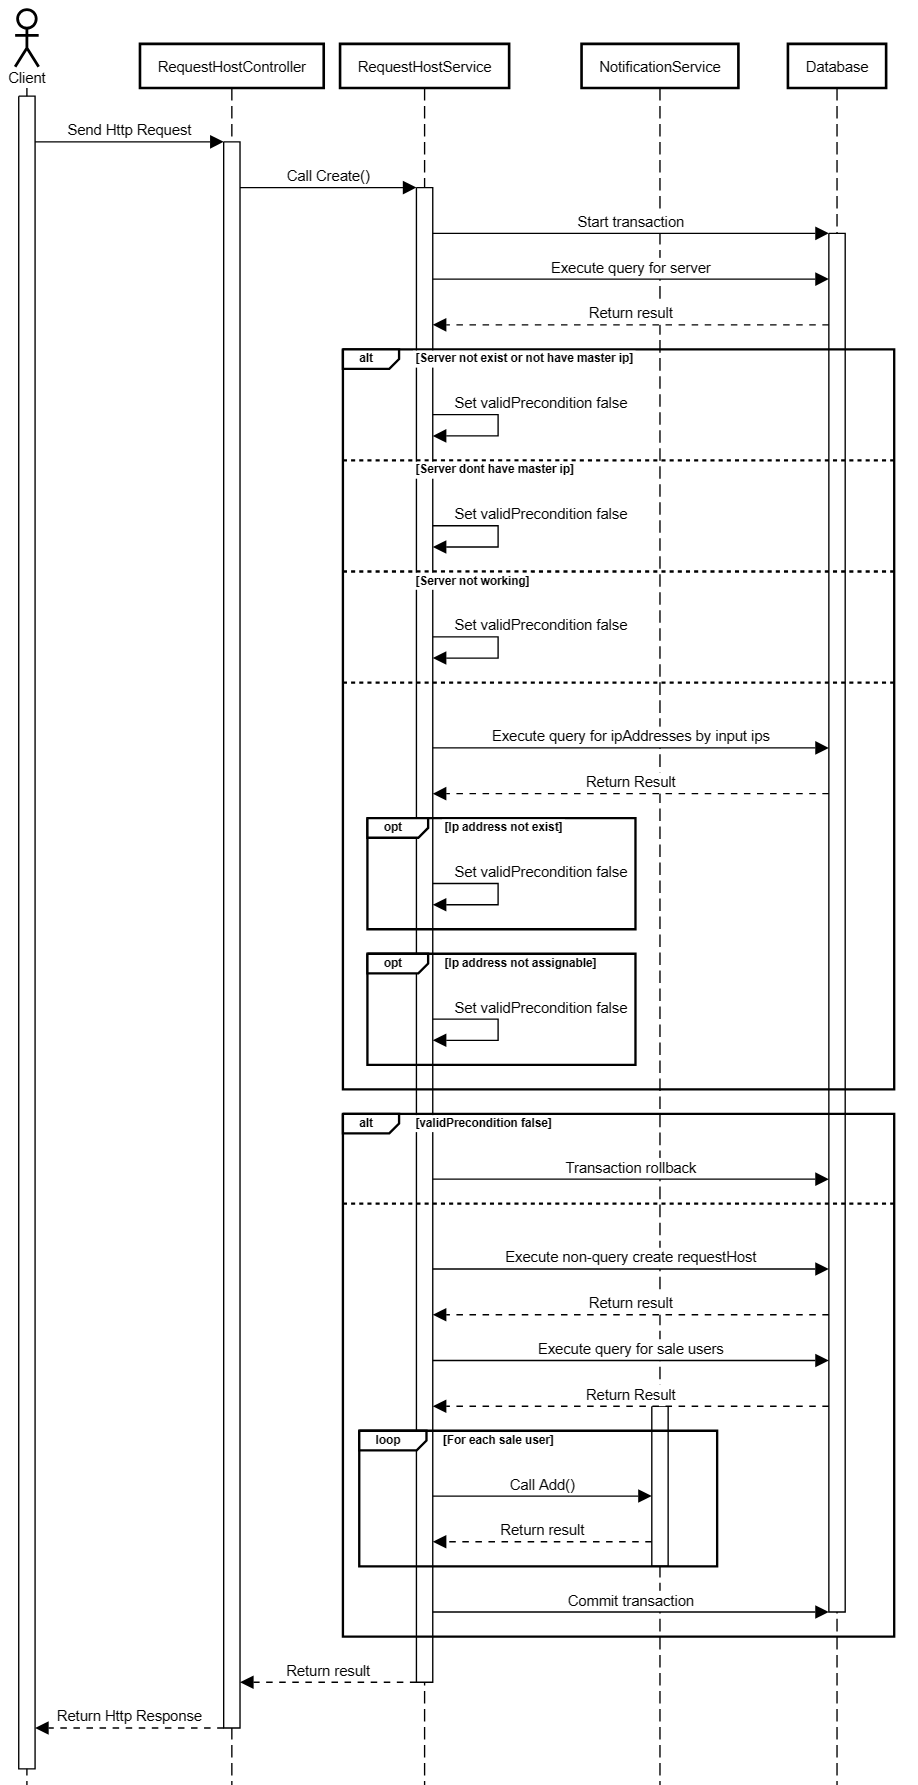 Client
RequestHostController
RequestHostService
NotificationService
Database
Send Http Request
Call Create()
Start transaction
Execute query for server
Return result
alt
[Server not exist or not have master ip]
Set validPrecondition false
[Server dont have master ip]
Set validPrecondition false
[Server not working]
Set validPrecondition false
Execute query for ipAddresses by input ips
Return Result
opt
[Ip address not exist]
Set validPrecondition false
opt
[Ip address not assignable]
Set validPrecondition false
alt
[validPrecondition false]
Transaction rollback
Execute non-query create requestHost
Return result
Execute query for sale users
Return Result
loop
[For each sale user]
Call Add()
Return result
Commit transaction
Return result
Return Http Response